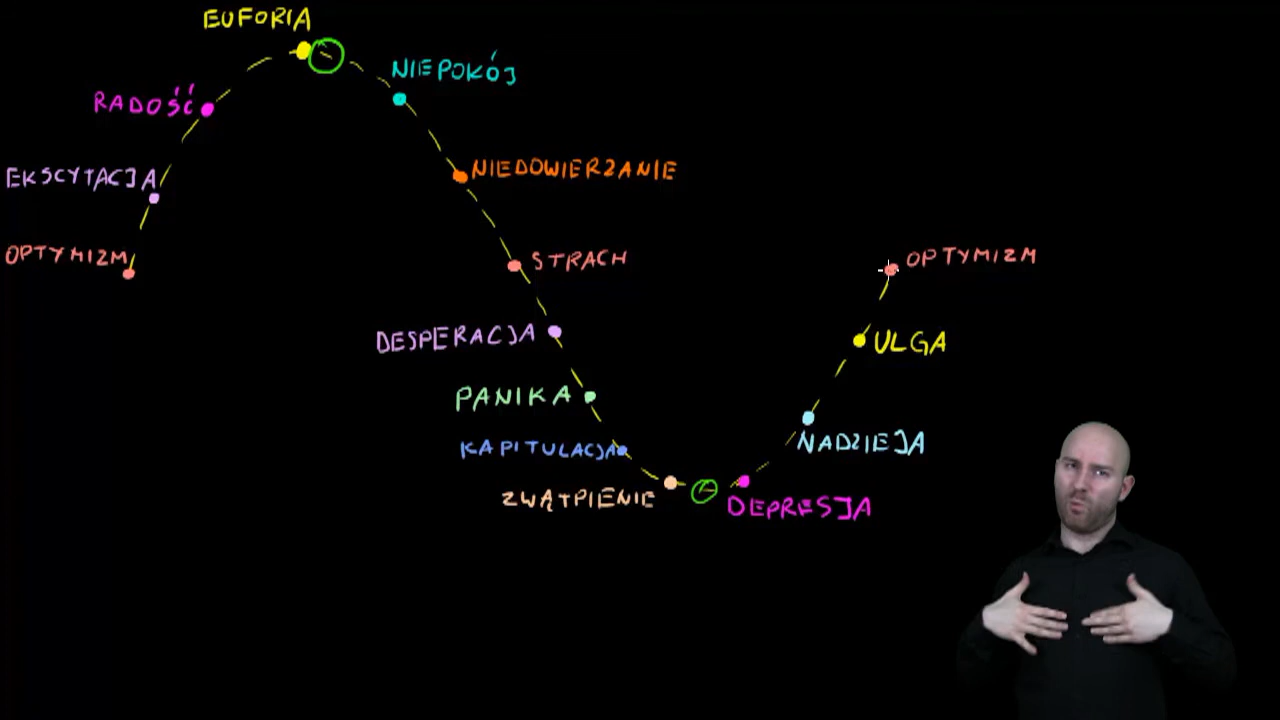 EUFORIA
NIEPOKÓJ
RADOŚĆ
NIEDOWIERZANIE
EKSCYTACJA
OPTYMIZM
STRACH
OPTYMIZM
DESPERACJA
ULGA
PANIKA
KAPITULACJA
NADZIEJA
ZWĄTPIENIE
DEPRESJA